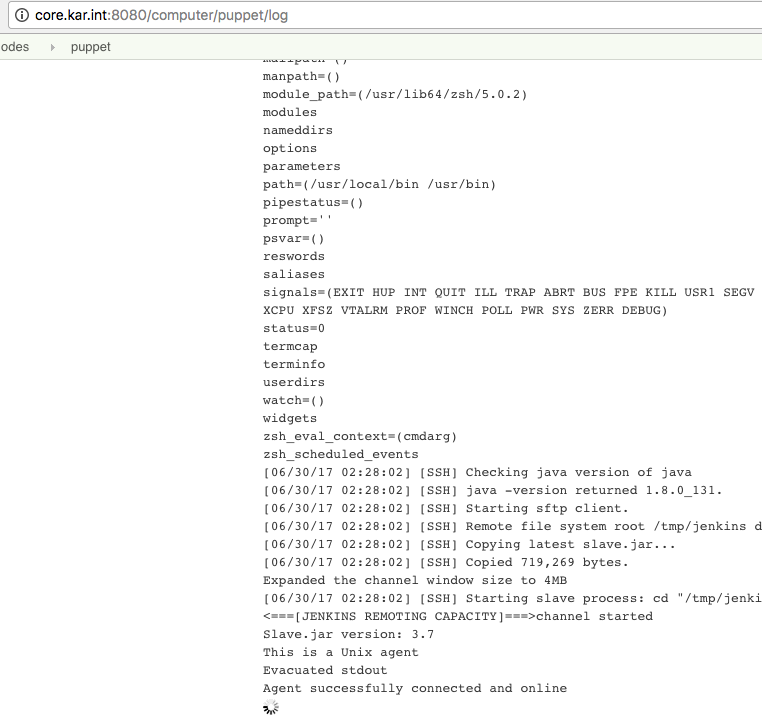 core.kar.int:8080/computer/puppet/log
odes puppet
manpath=()
module_path=(/usr/lib64/zsh/5.0.2)
modules
nameddirs
options
parameters
path=(/usr/local/bin /usr/bin)
pipestatus=()
prompt=''
psvar=()
reswords
saliases
signals=(EXIT HUP INT QUIT ILL TRAP ABRT BUS FPE KILL USR1 SEGV
XCPU XFSZ VTALRM PROF WINCH POLL PWR SYS ZERR DEBUG)
status=0
termcap
terminfo
userdirs
watch=()
widgets
zsh_eval_context=(cmdarg)
zsh_scheduled_events
[06/30/17 02:28:02] [SSH] Checking java version of java
[06/30/17 02:28:02] [SSH] java -version returned 1.8.0_131.
[06/30/17 02:28:02] [SSH] Starting sftp client.
[06/30/17 02:28:02] [SSH] Remote file system root /tmp/jenkins d
[06/30/17 02:28:02] [SSH] Copying latest slave.jar...
[06/30/17 02:28:02] [SSH] Copied 719,269 bytes.
Expanded the channel window size to 4MB
[06/30/17 02:28:02] [SSH] Starting slave process: cd "/tmp/jenki
<===[JENKINS REMOTING CAPACITY]===>channel started
Slave.jar version: 3.7
This is a Unix agent
Evacuated stdout
Agent successfully connected and online